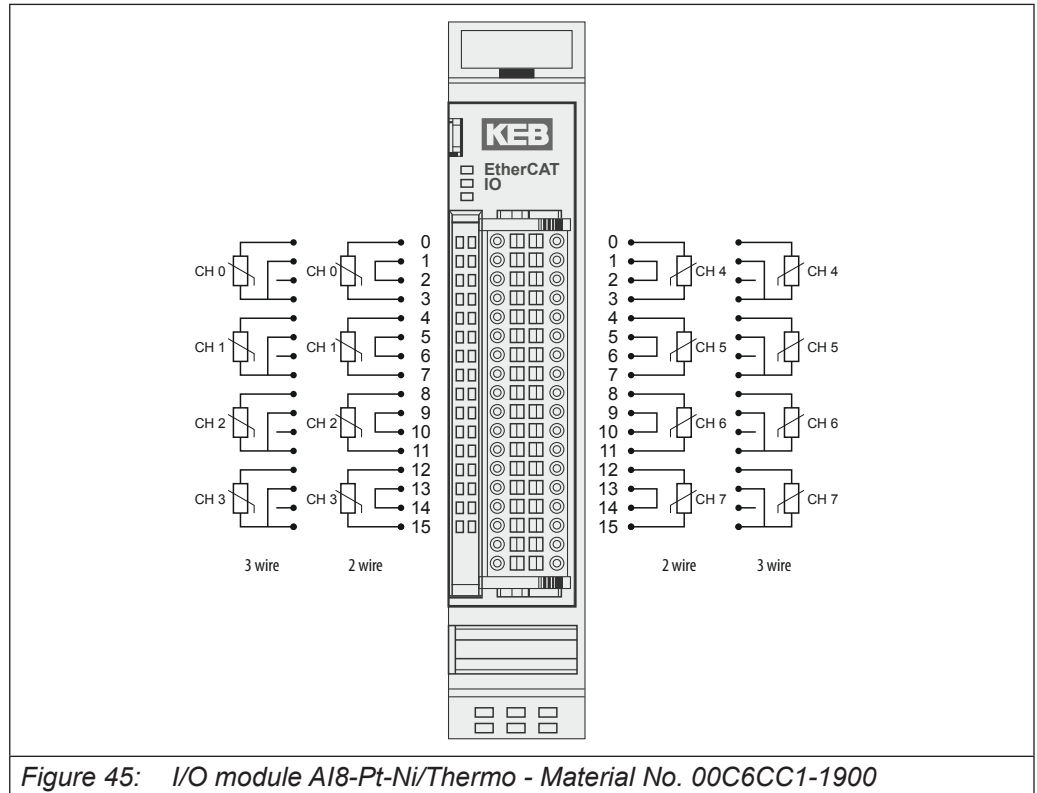 KEB
EtherCAT
IO
0 0
CH 0 CH 0 1 1 CH 4 CH 4
2 2
3 3
4 4
CH 1 CH 1 5 5 CH 5 CH 5
6 6
7 7
8 8
CH 2 CH 2 9 9 CH 6 CH 6
10 10
11 11
12 12
CH 3 CH 3 13 13 CH 7 CH 7
14 14
15 15
3 wire 2 wire 2 wire 3 wire
Figure 45: I/O module AI8-Pt-Ni/Thermo - Material No. 00C6CC1-1900